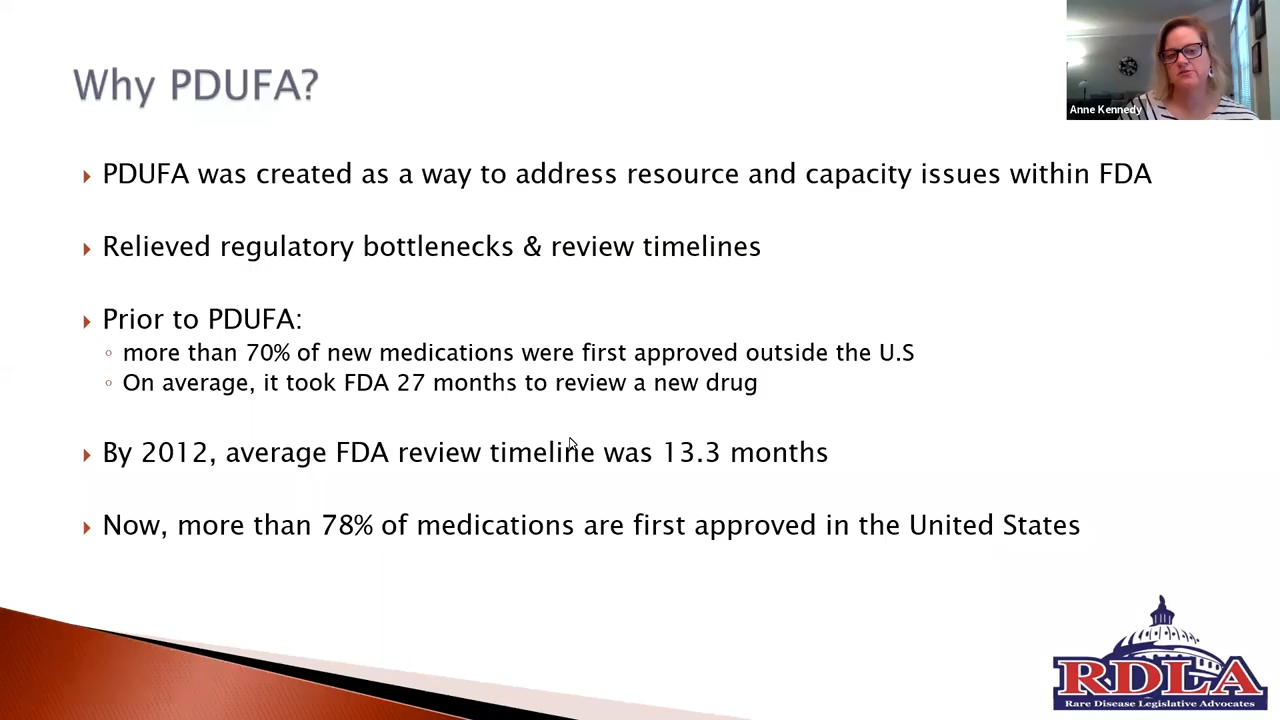 Why PDUFA?
Anne Kennedy
PDUFA was created as a way to address resource and capacity issues within FDA
Relieved regulatory bottlenecks & review timelines
Prior to PDUFA:
more than 70% of new medications were first approved outside the U.S
On average, it took FDA 27 months to review a new drug
By 2012, average FDA review timeline was 13.3 months
Now, more than 78% of medications are first approved in the United States
RDLA
Rare Disease Legislative Advocates